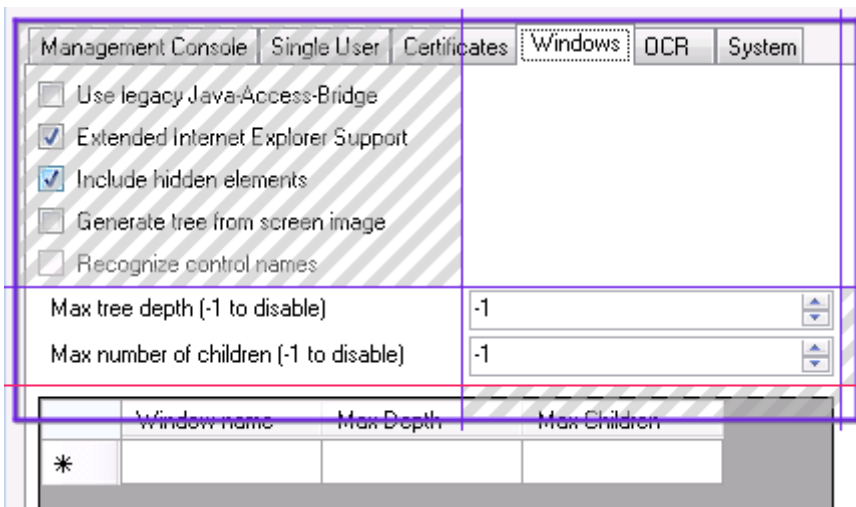 Management Console Single User Certificates Windows OCR System
Use legacy Java-Access-Bridge
Extended Internet Explorer Support
Include hidden elements
Generate tree from screen image
Recognize control names
Max tree depth (-1 to disable) -1
Max number of children (-1 to disable) -1
Window name Max Depth Max Children